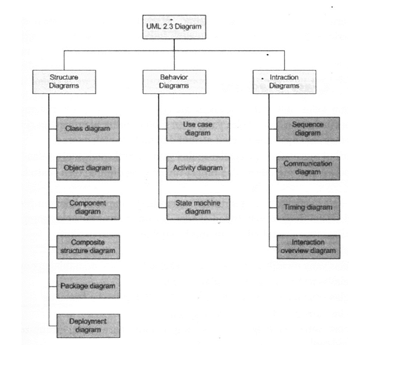 UML 2.3 Diagram
Structure
Diagrams
Behavior
Diagrams
Intraction
Diagrams
Class diagram
Object diagram
Component
diagram
Composite
structure diagram
Package diagram
Deployment
diagram
Use case
diagram
Activity diagram
State machine
diagram
Sequence
diagram
Communication
diagram
Timing diagram
Interaction
overview diagram